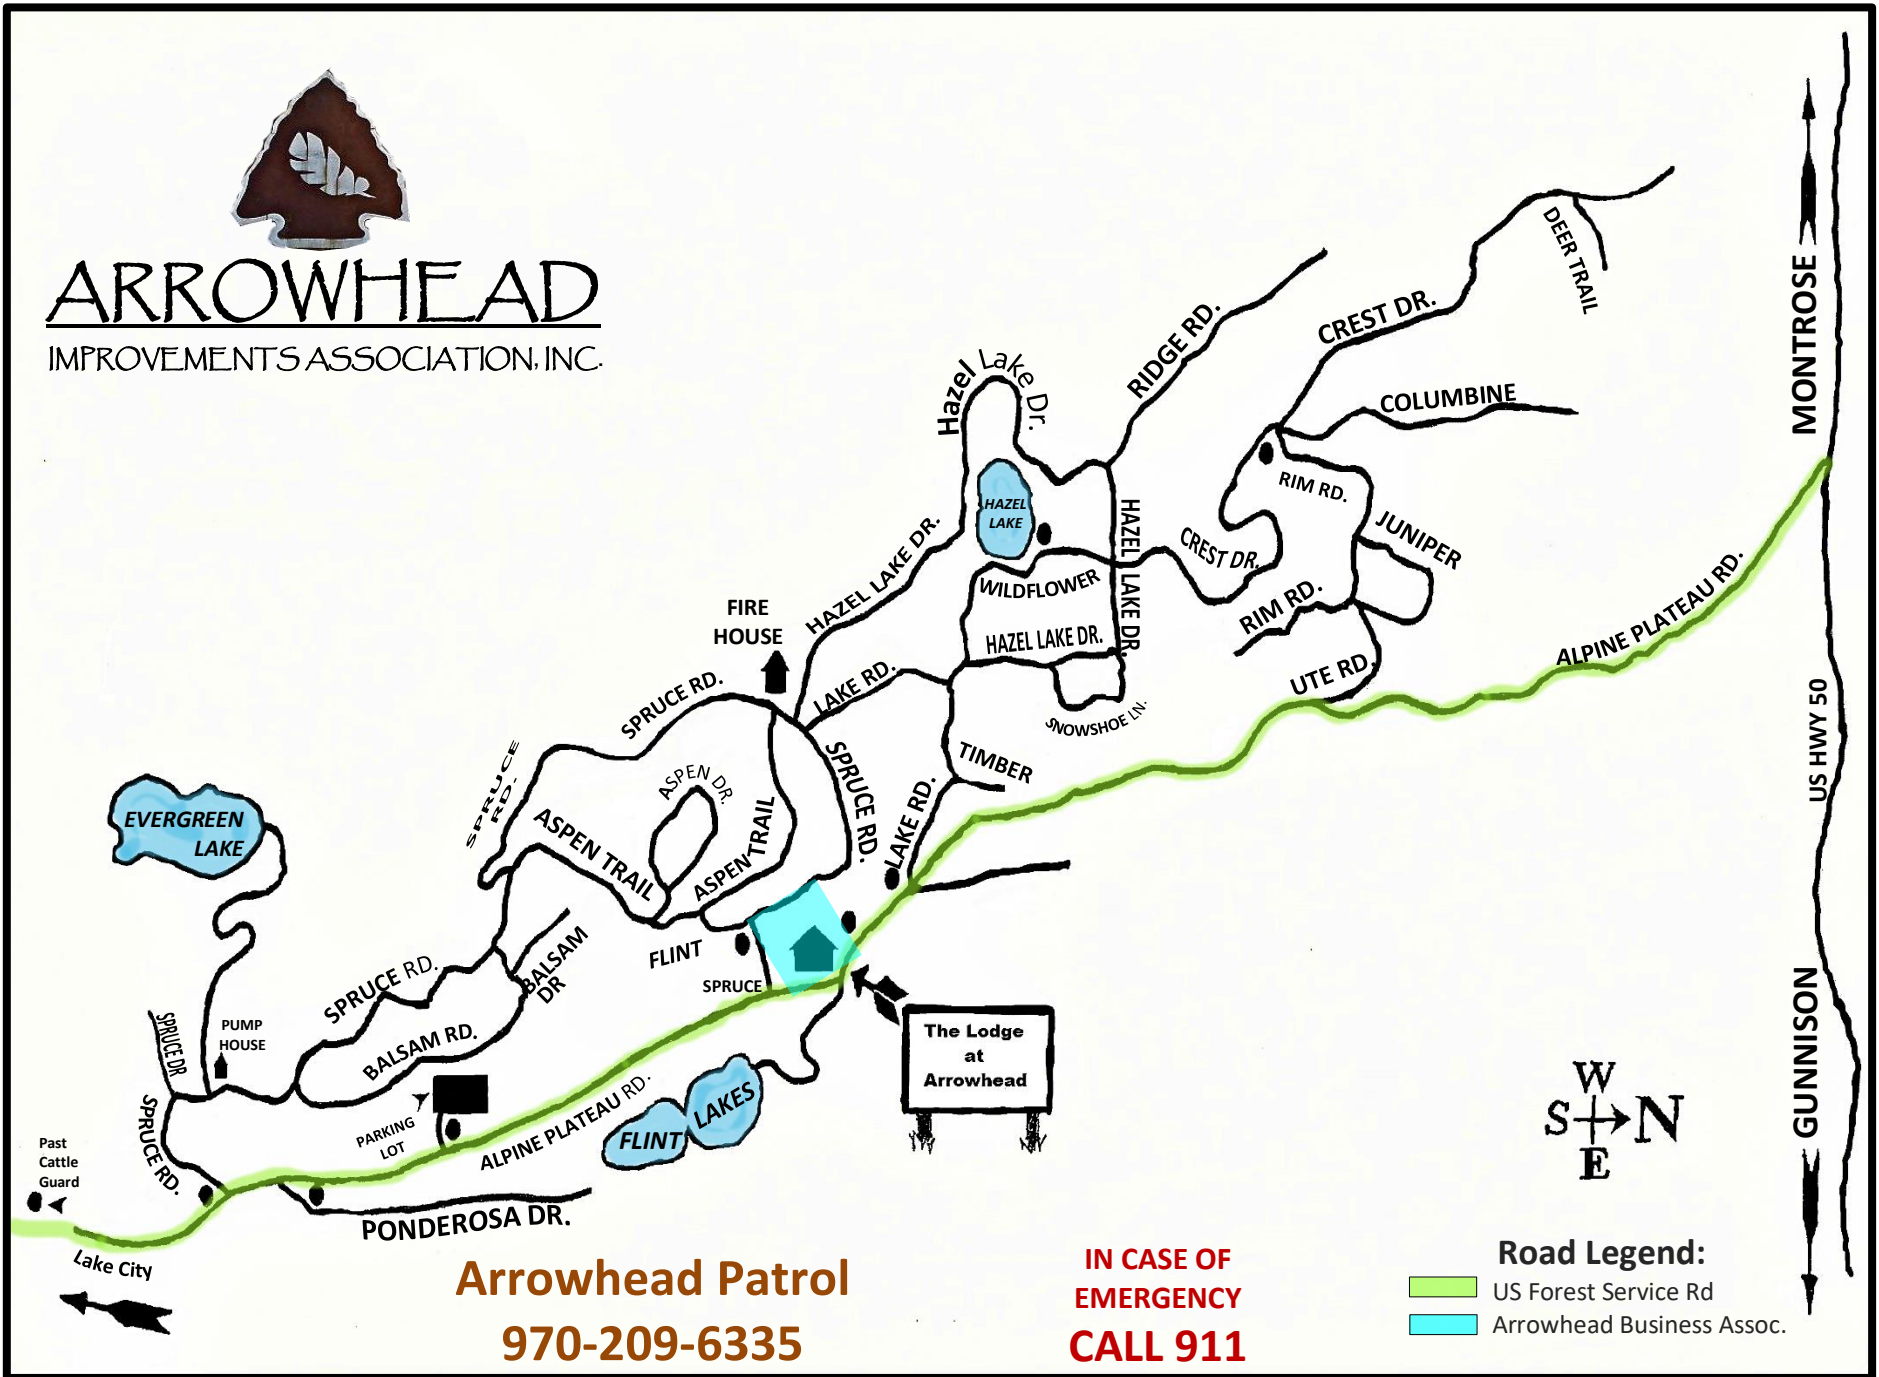 ARROWHEAD
IMPROVEMENTS ASSOCIATION, INC.
MONTROSE
DEER TRAIL
CREST DR.
RIDGE RD.
Hazel Lake Dr.
COLUMBINE
RIM RD.
HAZEL
LAKE
JUNIPER
HAZEL LAKE DR.
HAZEL LAKE DR.
CREST DR.
WILDFLOWER
RIM RD.
HAZEL LAKE DR.
FIRE
HOUSE
ALPINE PLATEAU RD.
LAKE RD.
UTE RD.
SPRUCE RD.
SNOWSHOE LN.
US HWY 50
SPRUCE
RD.
ASPEN DR.
SPRUCE RD.
TIMBER
EVERGREEN
LAKE
ASPEN TRAIL
ASPEN TRAIL
LAKE RD.
FLINT
BALSAM
DR
SPRUCE RD.
SPRUCE
SPRUCE DR
PUMP
HOUSE
BALSAM RD.
The Lodge
at
Arrowhead
GUNNISON
SPRUCE RD.
PARKING
LOT
ALPINE PLATEAU RD.
FLINT
LAKES
W
S N
E
Past
Cattle
Guard
PONDEROSA DR.
Lake City
Arrowhead Patrol
970-209-6335
IN CASE OF
EMERGENCY
CALL 911
Road Legend:
US Forest Service Rd
Arrowhead Business Assoc.